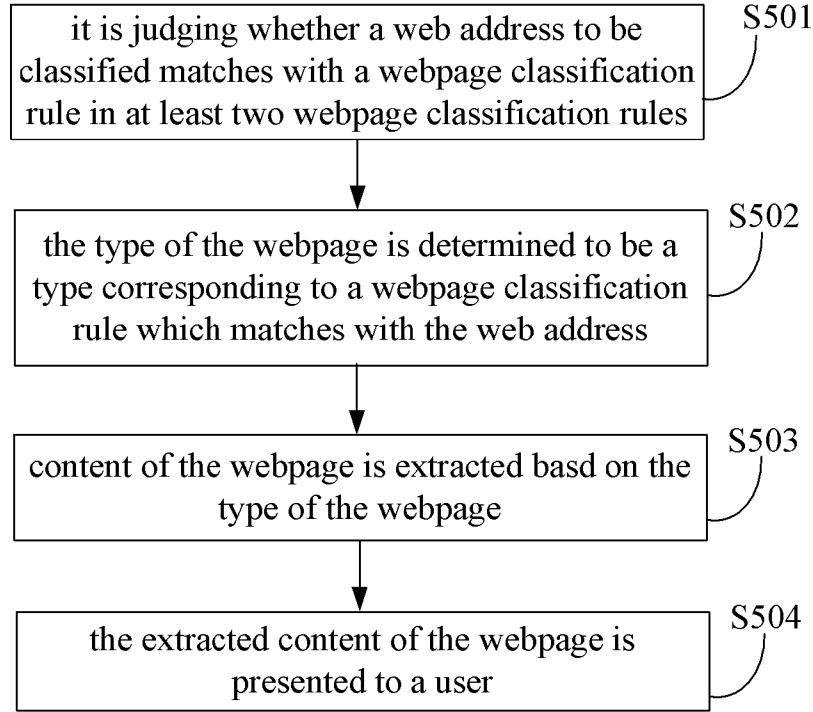 it is judging whether a web address to be
S501
classified matches with a webpage classification
rule in at least two webpage classification rules
S502
the type of the webpage is determined to be a
type corresponding to a webpage classification
rule which matches with the web address
S503
content of the webpage is extracted basd on the
type of the webpage
S504
the extracted content of the webpage is
presented to a user